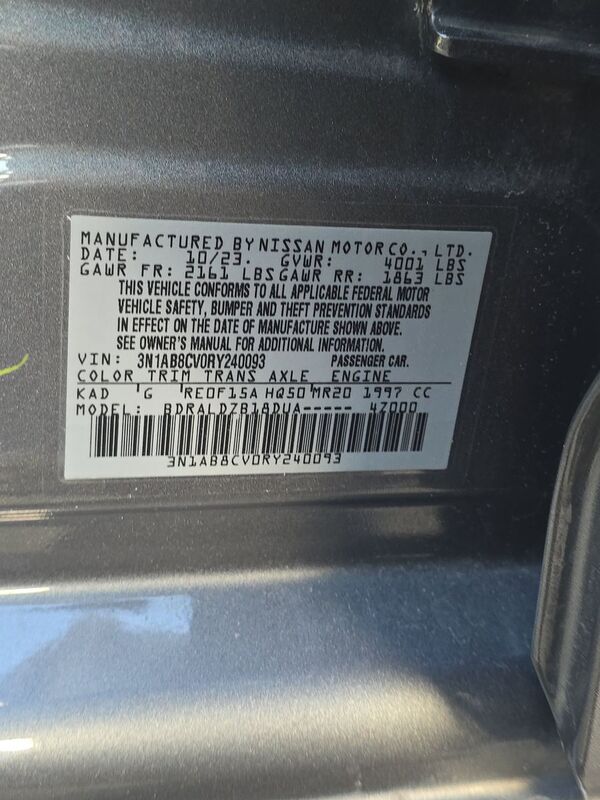 MANUFACTURED BY NISSAN MOTOR CO., LTD.
DATE: 10/23. GVWR: 4001 LBS
GAWR FR: 2161 LBS GAWR RR: 1863 LBS
THIS VEHICLE CONFORMS TO ALL APPLICABLE FEDERAL MOTOR
VEHICLE SAFETY, BUMPER AND THEFT PREVENTION STANDARDS
IN EFFECT ON THE DATE OF MANUFACTURE SHOWN ABOVE.
SEE OWNER'S MANUAL FOR ADDITIONAL INFORMATION.
VIN: 3N1AB8CV0RY240093 PASSENGER CAR.
COLOR TRIM TRANS AXLE ENGINE
KAD G RE0F15A HQ50 MR20 1997 CC
MODEL: BDRALDZB18DUA----- 4Z000
3N1AB8CV0RY240093